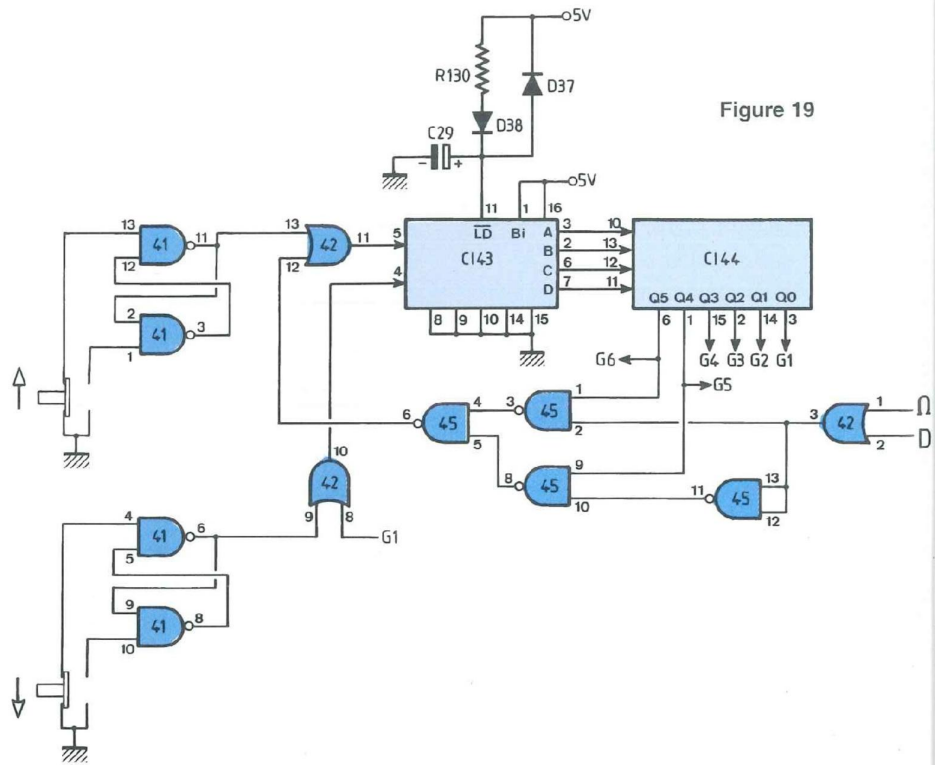 5V
R130
D37
D38
C29
- +
Figure 19
5V
11 1 16
LD Bi A 3 10
B 2 13
C 6 12
D 7 11
CI43
CI44
5
4
8 9 10 14 15
Q5 Q4 Q3 Q2 Q1 Q0
6 1 15 2 14 3
G6
G5
G4 G3 G2 G1
13 41 11
12
2 41 3
1
13 42 11
12
6 45 4
5
3 45 1
2
8 45 9
10
11 45 13
12
3 42 1 Ω
2 D
10
42
9 8
G1
4 41 6
5
9 41 8
10